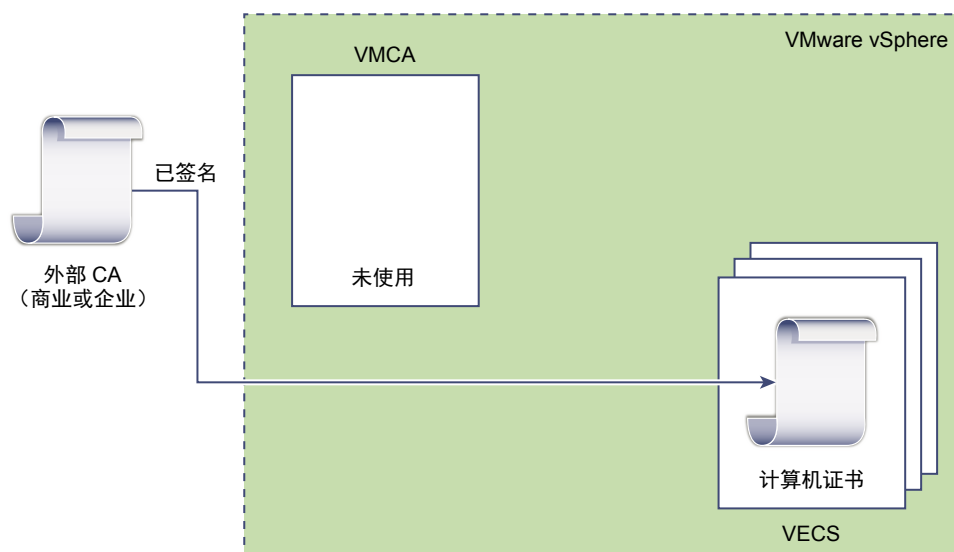 VMware vSphere
VMCA
已签名
外部 CA
（商业或企业）
未使用
计算机证书
VECS